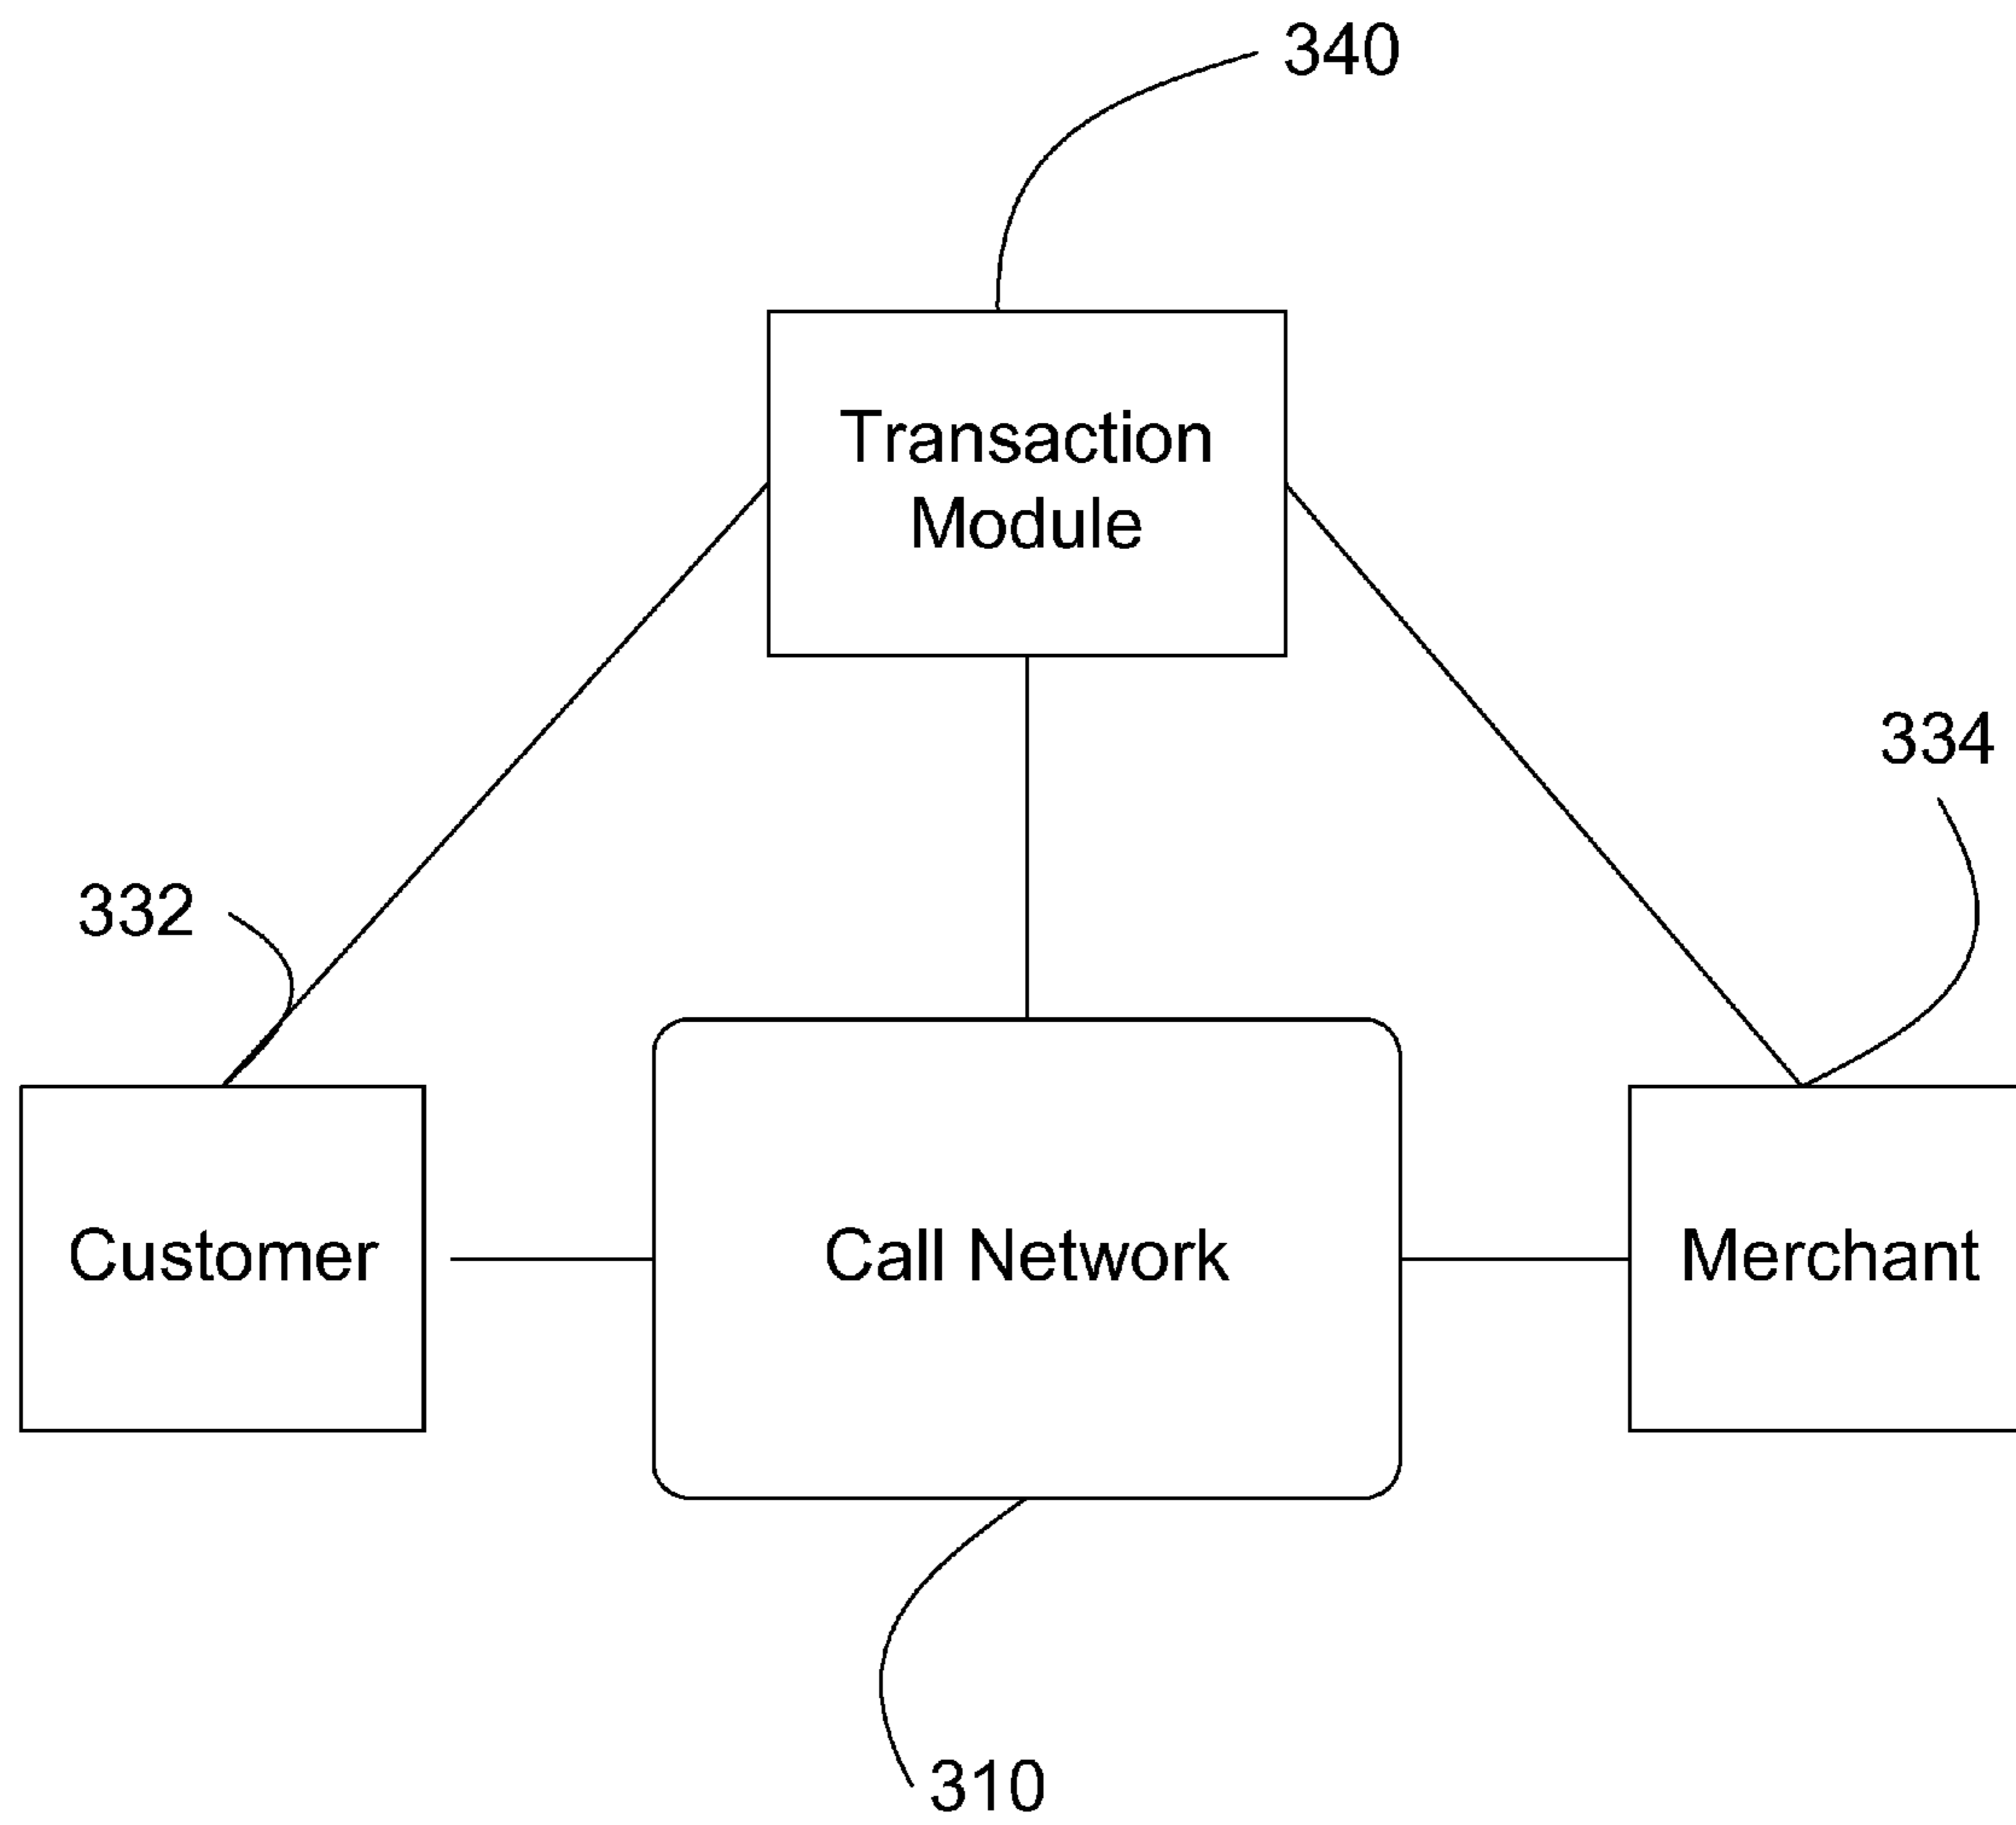 340
Transaction
Module
334
332
Customer
Call Network
Merchant
310